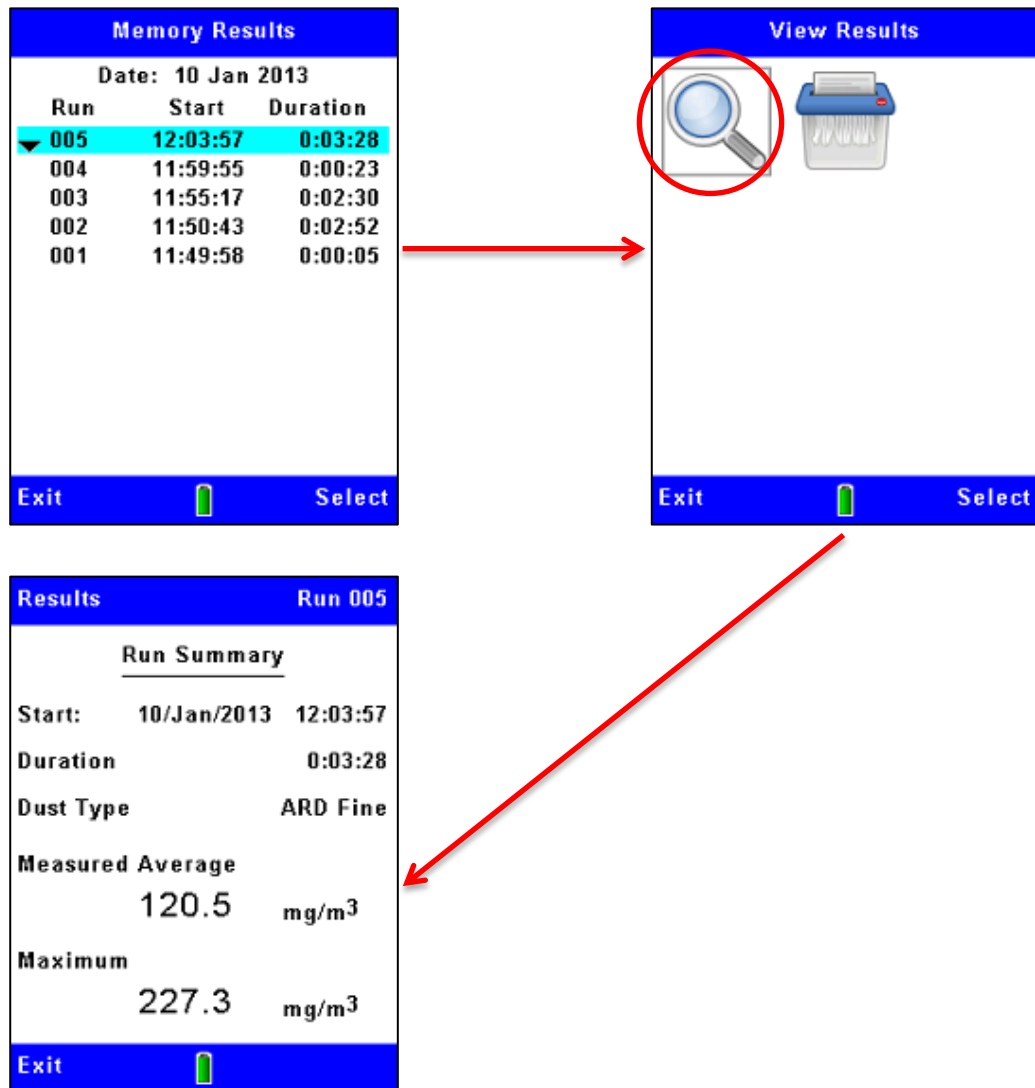 Memory Results
Date: 10 Jan 2013
Run Start Duration
005 12:03:57 0:03:28
004 11:59:55 0:00:23
003 11:55:17 0:02:30
002 11:50:43 0:02:52
001 11:49:58 0:00:05
Exit Select
View Results
Exit Select
Results Run 005
Run Summary
Start: 10/Jan/2013 12:03:57
Duration 0:03:28
Dust Type ARD Fine
Measured Average
120.5 mg/m³
Maximum
227.3 mg/m³
Exit